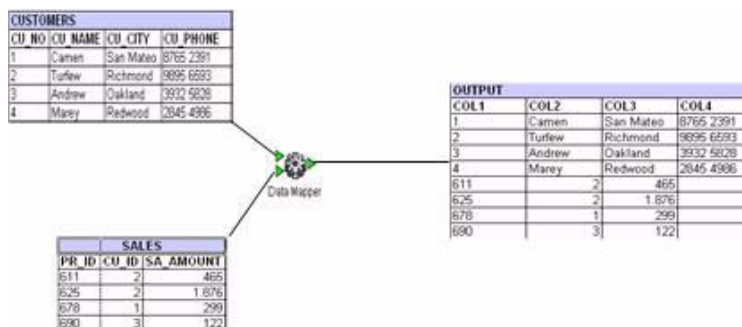 CUSTOMERS
CU_NO CU_NAME CU_CITY CU_PHONE
1 Camen San Mateo 8765 2391
2 Turfew Richmond 9895 6593
3 Andrew Oakland 3932 5828
4 Marey Redwood 2845 4986
Data Mapper
SALES
PR_ID CU_ID SA_AMOUNT
611 2 465
625 2 1.876
678 1 299
690 3 122
OUTPUT
COL1 COL2 COL3 COL4
1 Camen San Mateo 8765 2391
2 Turfew Richmond 9895 6593
3 Andrew Oakland 3932 5828
4 Marey Redwood 2845 4986
611 2 465
625 2 1.876
678 1 299
690 3 122